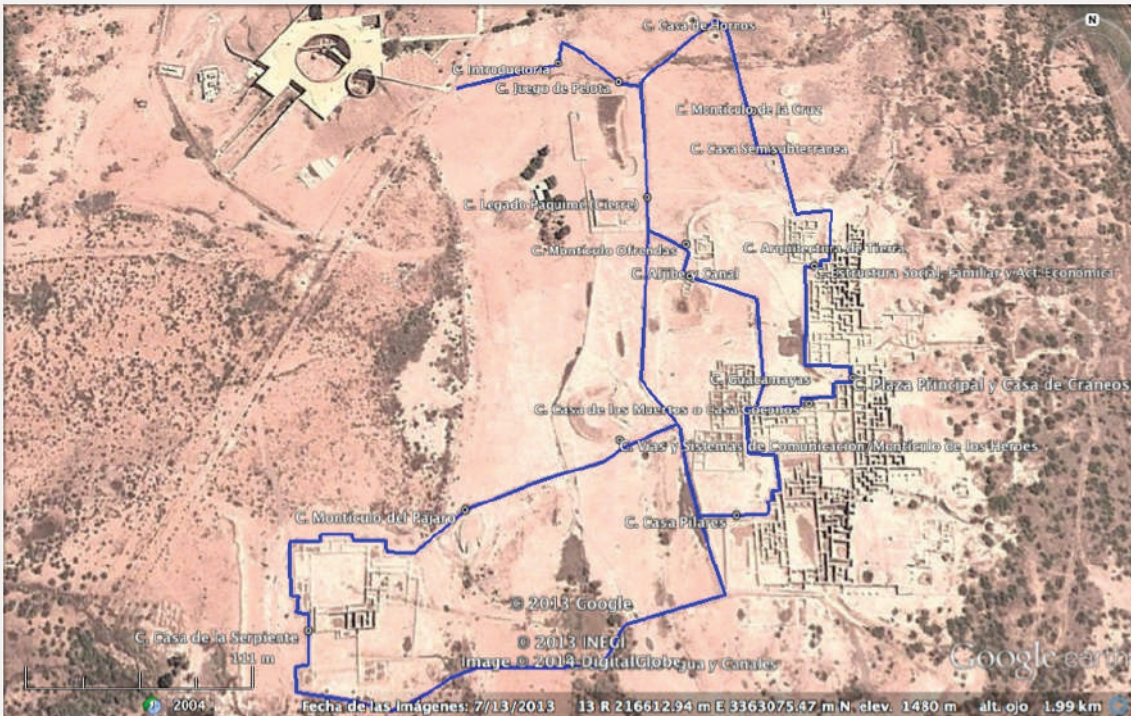 N
C. Casa de Hornos
C. Introductoria
C. Juego de Pelota
C. Montículo de la Cruz
C. Casa Semisubterranea
C. Legado Paquimé (Cierre)
C. Montículo Ofrendas
C. Arquitectura de Tierra
C. Aljibe y Canal
Estructura Social, Familiar y Act. Económica
C. Guacamayas
C. Plaza Principal y Casa de Cráneos
C. Casa de los Muertos o Casa
C. Vías y Sistemas de Comunicación/Montículo de los Héroes
C. Montículo del Pájaro
C. Casa Pilares
© 2013 Google
C. Casa de la Serpiente
© 2013 INEGI
111 m
Image © 2014 DigitalGlobe
y Canales
Google earth
2004
Fecha de las imágenes: 7/13/2013 13 R 216612.94 m E 3363075.47 m N elev. 1480 m alt. ojo 1.99 km